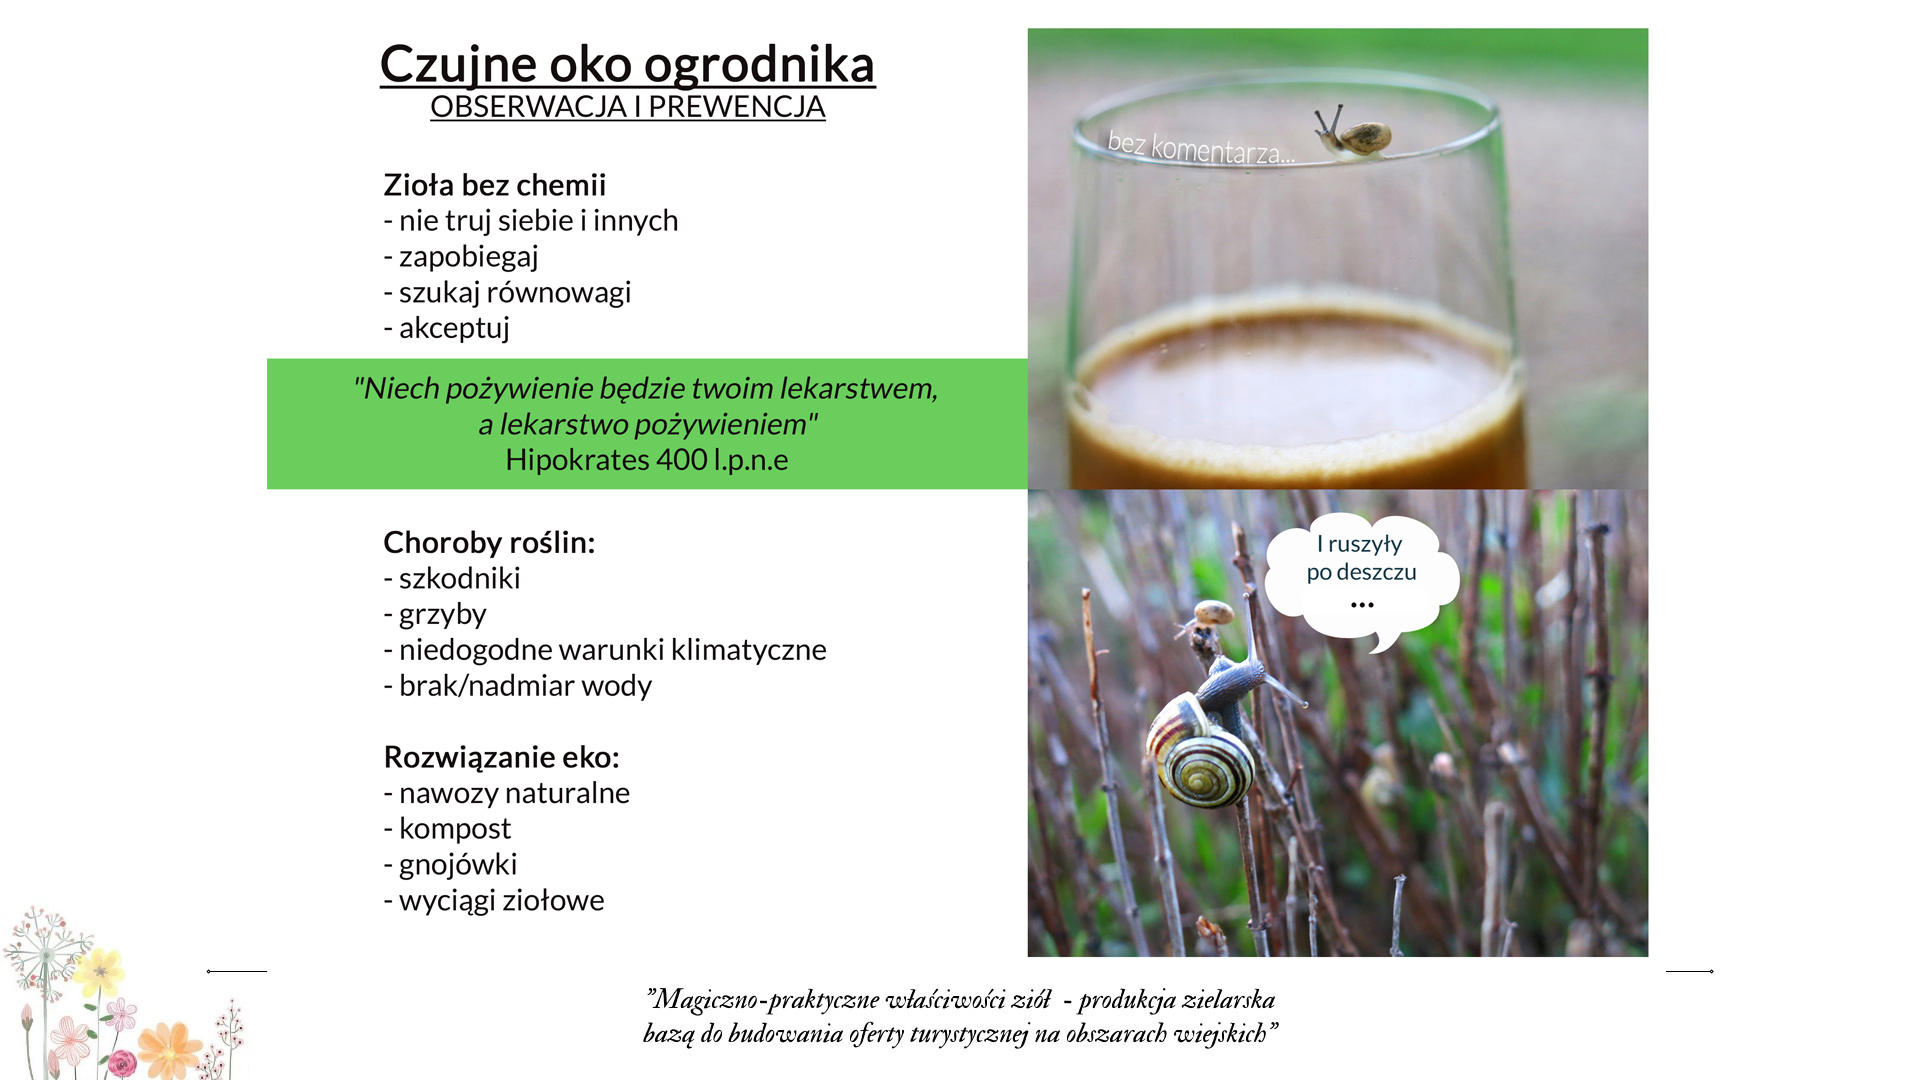 Czujne oko ogrodnika
OBSERWACJA I PREWENCJA
Zioła bez chemii
- nie truj siebie i innych
- zapobiegaj
- szukaj równowagi
- akceptuj
"Niech pożywienie będzie twoim lekarstwem,
a lekarstwo pożywieniem"
Hipokrates 400 l.p.n.e
Choroby roślin:
- szkodniki
- grzyby
- niedogodne warunki klimatyczne
- brak/nadmiar wody
Rozwiązanie eko:
- nawozy naturalne
- kompost
- gnojówki
- wyciągi ziołowe
bez komentarza...
I ruszyły
po deszczu
...
”Magiczno-praktyczne właściwości ziół - produkcja zielarska
bazą do budowania oferty turystycznej na obszarach wiejskich”